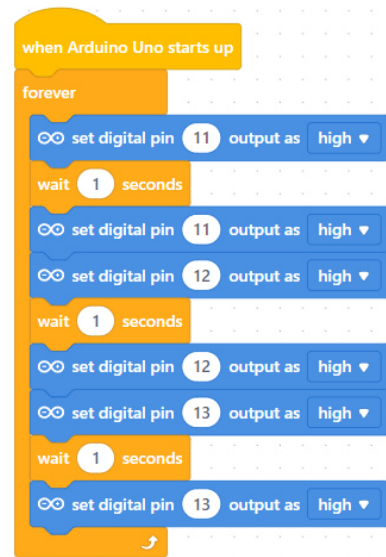 when Arduino Uno starts up
forever
set digital pin 11 output as high
wait 1 seconds
set digital pin 11 output as high
set digital pin 12 output as high
wait 1 seconds
set digital pin 12 output as high
set digital pin 13 output as high
wait 1 seconds
set digital pin 13 output as high